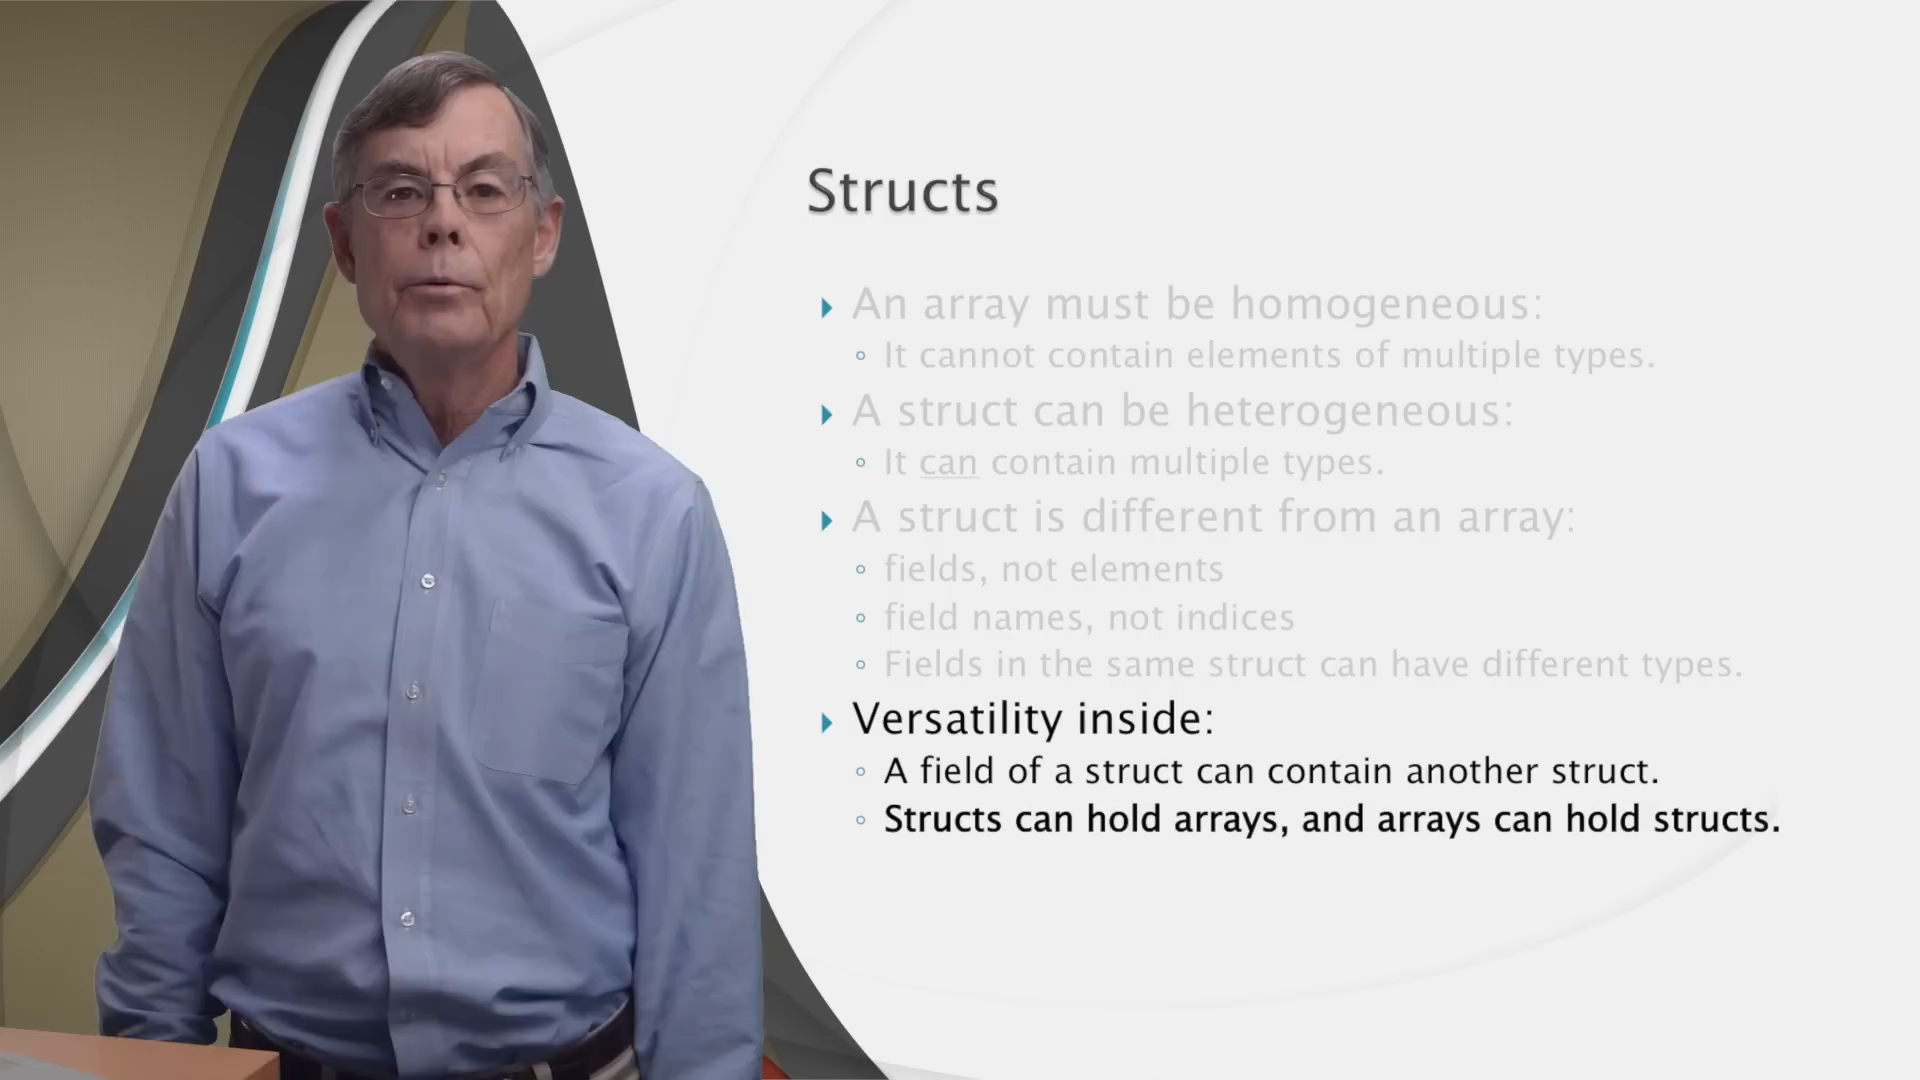 Structs
An array must be homogeneous:
It cannot contain elements of multiple types.
A struct can be heterogeneous:
It can contain multiple types.
A struct is different from an array:
fields, not elements
field names, not indices
Fields in the same struct can have different types.
Versatility inside:
A field of a struct can contain another struct.
Structs can hold arrays, and arrays can hold structs.